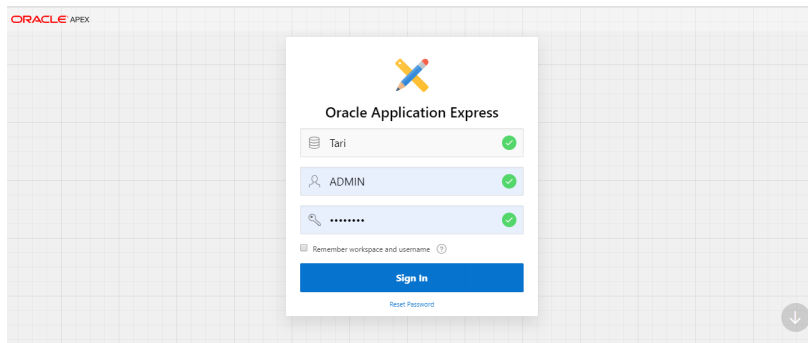 ORACLE APEX
Oracle Application Express
Tari
ADMIN
••••••••
Remember workspace and username ?
Sign In
Reset Password